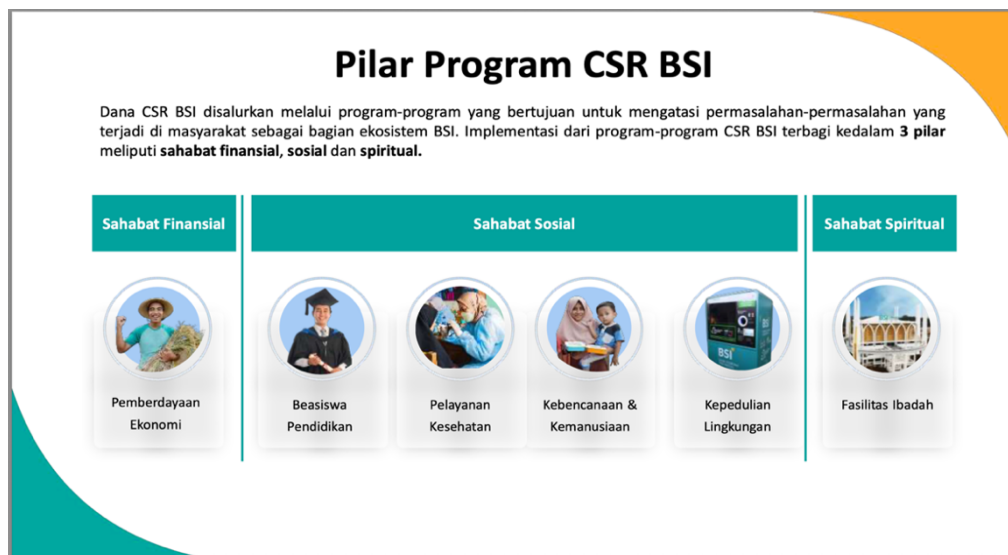 Pilar Program CSR BSI
Dana CSR BSI disalurkan melalui program-program yang bertujuan untuk mengatasi permasalahan-permasalahan yang
terjadi di masyarakat sebagai bagian ekosistem BSI. Implementasi dari program-program CSR BSI terbagi kedalam 3 pilar
meliputi sahabat finansial, sosial dan spiritual.
Sahabat Finansial
Sahabat Sosial
Sahabat Spiritual
BSI
Pemberdayaan
Ekonomi
Beasiswa
Pendidikan
Pelayanan
Kesehatan
Kebencanaan &
Kemanusiaan
Kepedulian
Lingkungan
Fasilitas Ibadah